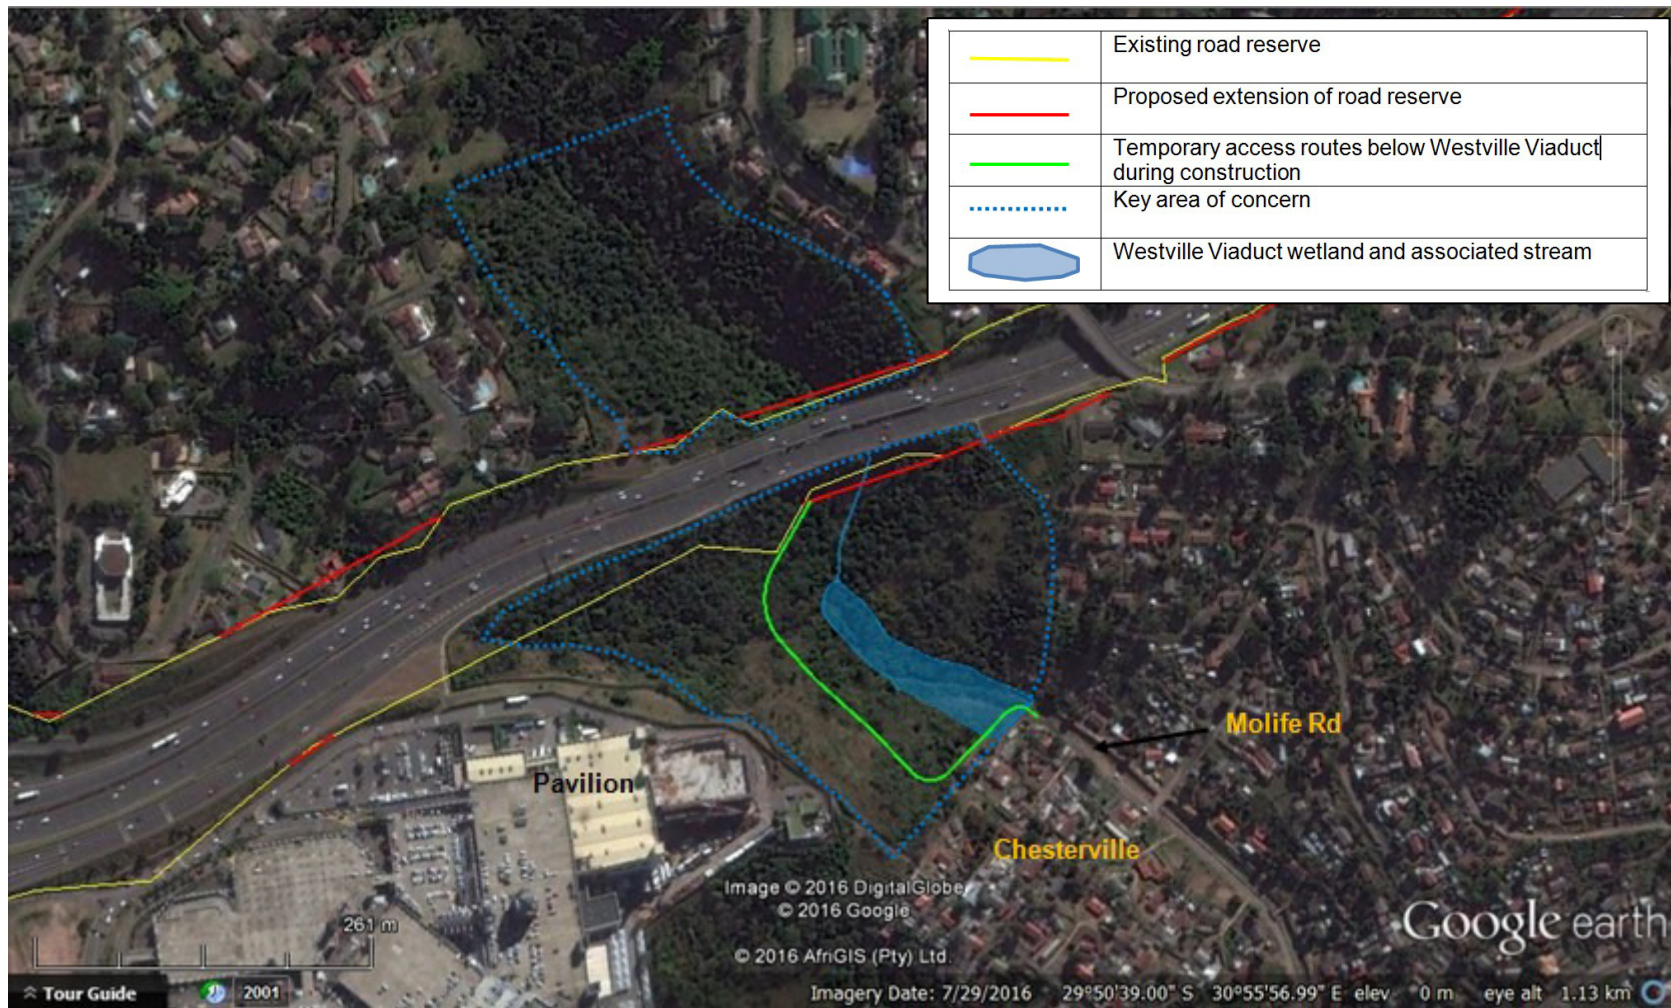 Existing road reserve
Proposed extension of road reserve
Temporary access routes below Westville Viaduct
during construction
Key area of concern
Westville Viaduct wetland and associated stream
Molife Rd
Pavilion
Chesterville
Image © 2016 DigitalGlobe
© 2016 Google
261 m
© 2016 AfriGIS (Pty) Ltd.
Google earth
Tour Guide
2001
Imagery Date: 7/29/2016 29°50'39.00" S 30°55'56.99" E elev 0 m eye alt 1.13 km